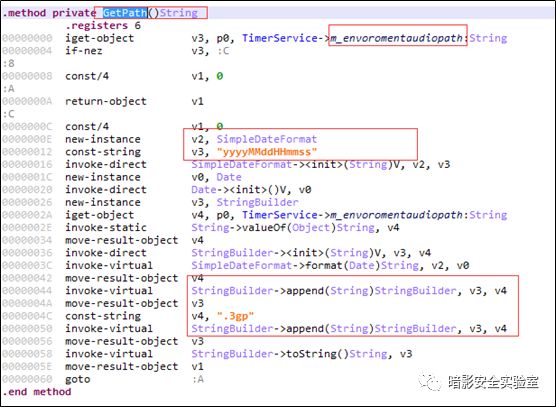 .method private GetPath()String
.registers 6
00000000 iget-object v3, p0, TimerService->m_envoromentaudiopath:String
00000004 if-nez v3, :C
:8
00000008 const/4 v1, 0
:A
0000000A return-object v1
:C
0000000C const/4 v1, 0
0000000E new-instance v2, SimpleDateFormat
00000012 const-string v3, "yyyyMMddHHmmss"
00000016 invoke-direct SimpleDateFormat-><init>(String)V, v2, v3
0000001C new-instance v0, Date
00000020 invoke-direct Date-><init>()V, v0
00000026 new-instance v3, StringBuilder
0000002A iget-object v4, p0, TimerService->m_envoromentaudiopath:String
0000002E invoke-static String->valueOf(Object)String, v4
00000034 move-result-object v4
00000036 invoke-direct StringBuilder-><init>(String)V, v3, v4
0000003C invoke-virtual SimpleDateFormat->format(Date)String, v2, v0
00000042 move-result-object v4
00000044 invoke-virtual StringBuilder->append(String)StringBuilder, v3, v4
0000004A move-result-object v3
0000004C const-string v4, ".3gp"
00000050 invoke-virtual StringBuilder->append(String)StringBuilder, v3, v4
00000056 move-result-object v3
00000058 invoke-virtual StringBuilder->toString()String, v3
0000005E move-result-object v1
00000060 goto :A
.end method
暗影安全实验室